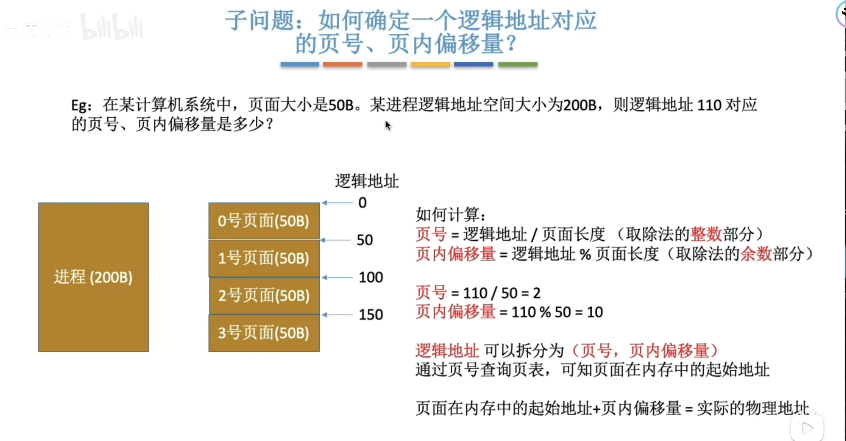 bilibili
子问题：如何确定一个逻辑地址对应
的页号、页内偏移量？
Eg：在某计算机系统中，页面大小是50B。某进程逻辑地址空间大小为200B，则逻辑地址 110 对应
的页号、页内偏移量是多少？
逻辑地址
进程 (200B)
0号页面(50B)
1号页面(50B)
2号页面(50B)
3号页面(50B)
0
50
100
150
如何计算：
页号 = 逻辑地址 / 页面长度 （取除法的整数部分）
页内偏移量 = 逻辑地址 % 页面长度（取除法的余数部分）
页号 = 110 / 50 = 2
页内偏移量 = 110 % 50 = 10
逻辑地址 可以拆分为（页号，页内偏移量）
通过页号查询页表，可知页面在内存中的起始地址
页面在内存中的起始地址+页内偏移量 = 实际的物理地址